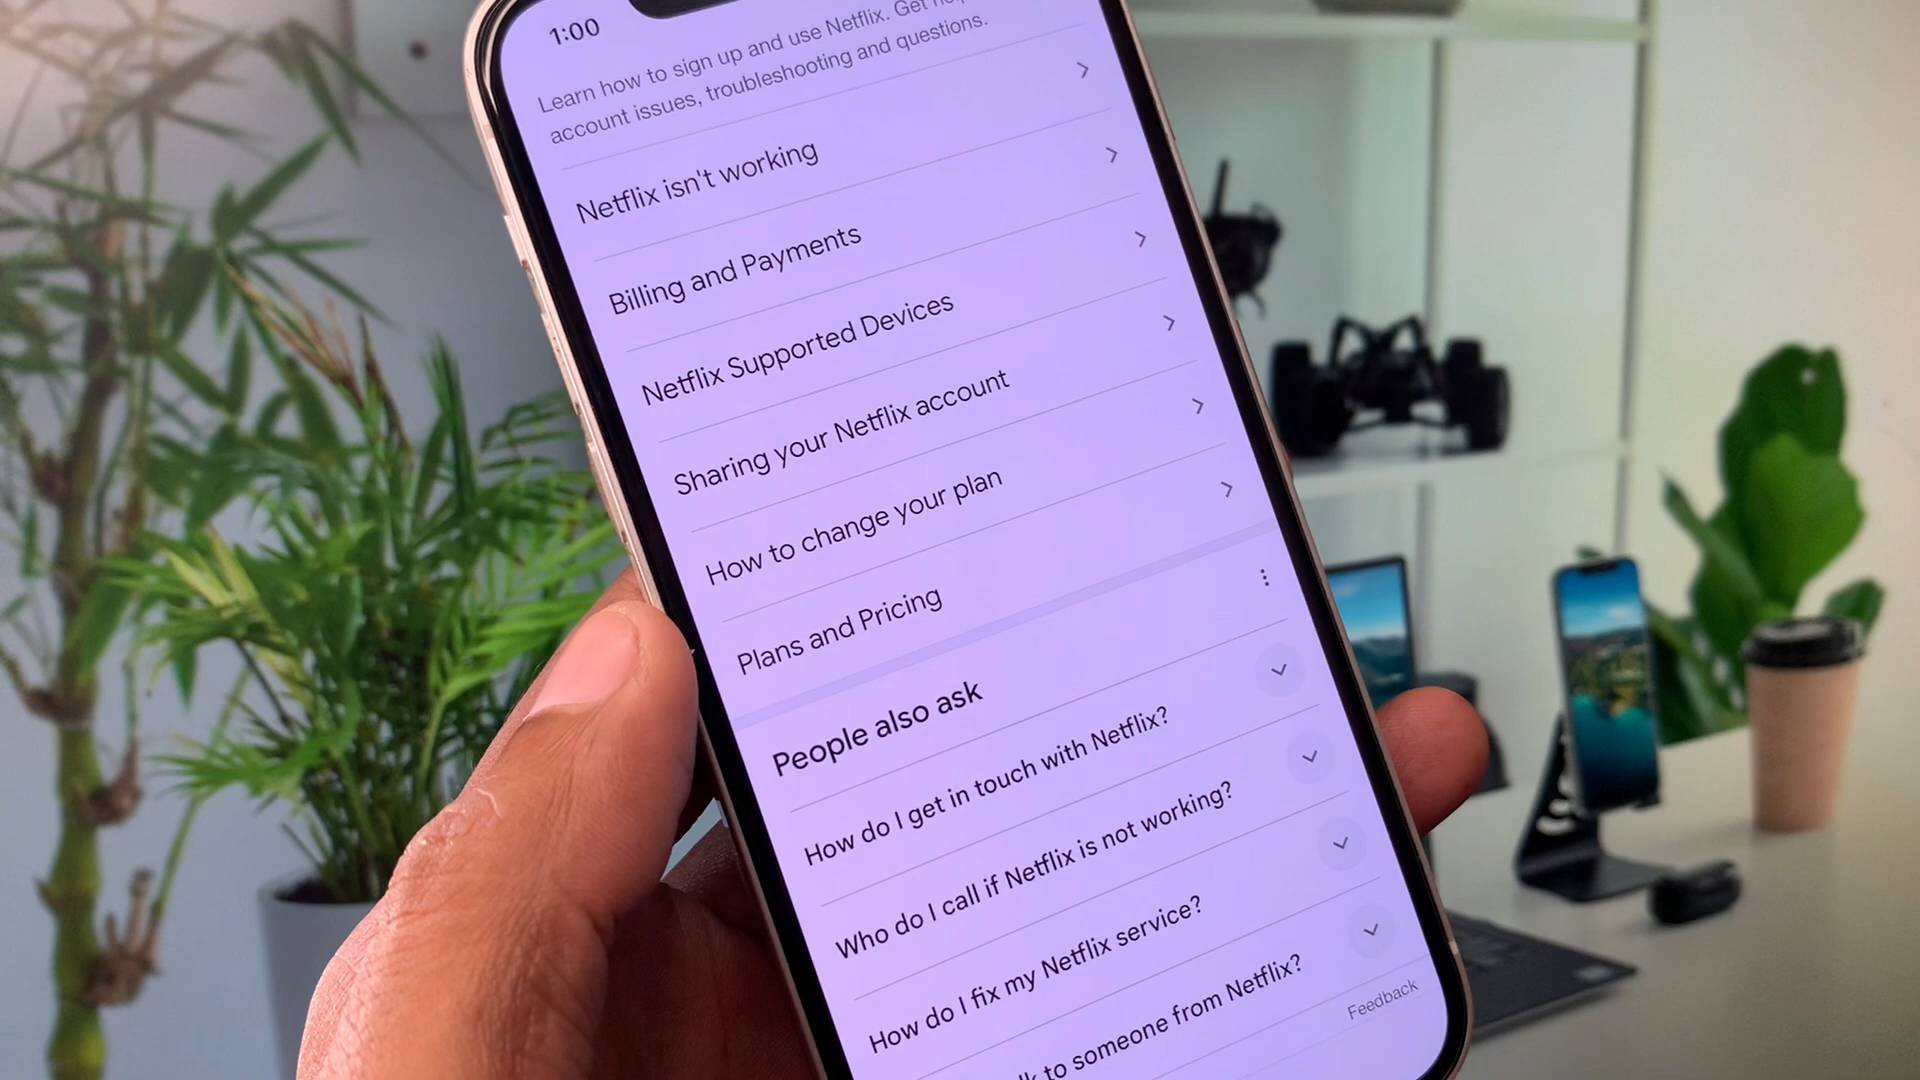 1:00
Learn how to sign up and use Netflix. Get
account issues, troubleshooting and questions.
Netflix isn't working
Billing and Payments
Netflix Supported Devices
Sharing your Netflix account
How to change your plan
Plans and Pricing
People also ask
How do I get in touch with Netflix?
Who do I call if Netflix is not working?
How do I fix my Netflix service?
to someone from Netflix?
Feedback